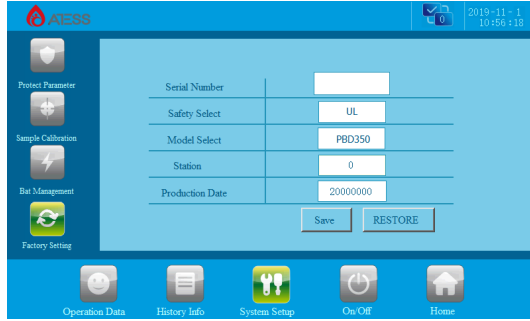 ATESS
0
2019-11-1
10:56:18
Protect Parameter
Sample Calibration
Bat Management
Factory Setting
Serial Number
Safety Select UL
Model Select PBD350
Station 0
Production Date 20000000
Save RESTORE
Operation Data History Info System Setup On/Off Home